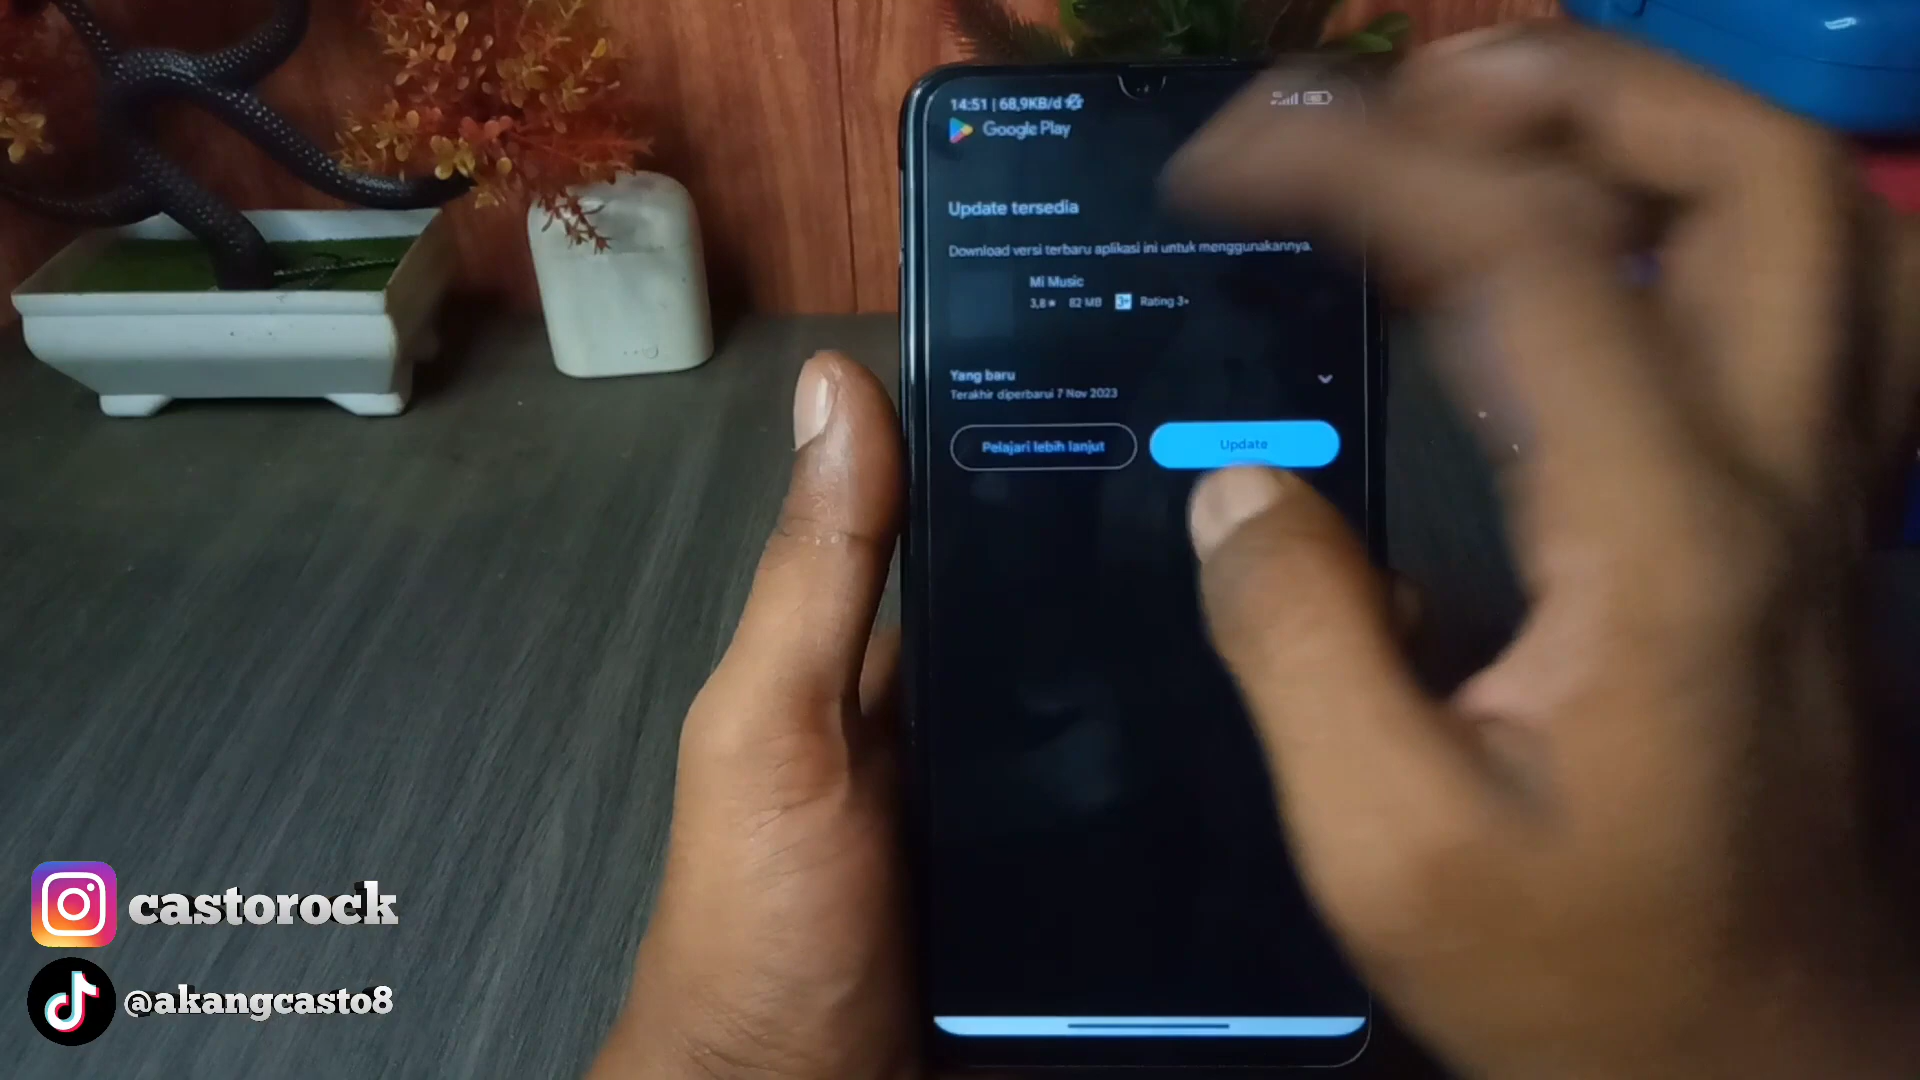 14:51 | 68,9KB/d
Google Play
Update tersedia
Download versi terbaru aplikasi ini untuk menggunakannya.
Mi Music
3,8★ 82 MB 3+ Rating 3+
Yang baru
Terakhir diperbarui 7 Nov 2023
Pelajari lebih lanjut
Update
castorock
@akangcasto8